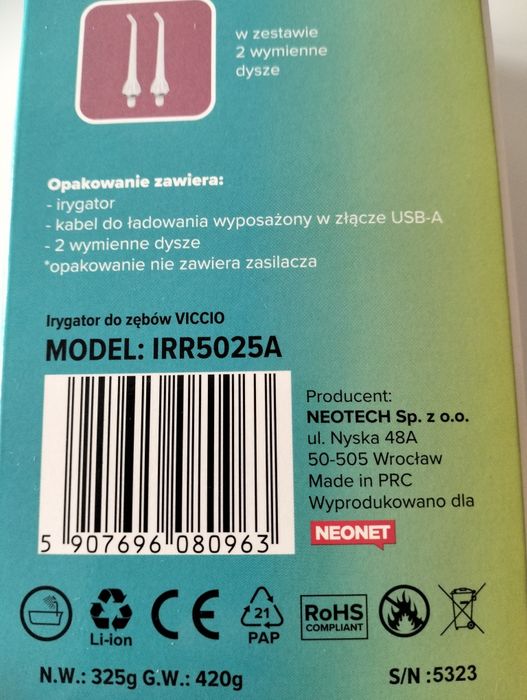 w zestawie
2 wymienne
dysze
Opakowanie zawiera:
- irygator
- kabel do ładowania wyposażony w złącze USB-A
- 2 wymienne dysze
*opakowanie nie zawiera zasilacza
Irygator do zębów VICCIO
MODEL: IRR5025A
5 907696 080963
Producent:
NEOTECH Sp. z o.o.
ul. Nyska 48A
50-505 Wrocław
Made in PRC
Wyprodukowano dla
NEONET
Li-ion
CE
21
PAP
RoHS
COMPLIANT
N.W.: 325g G.W.: 420g
S/N :5323